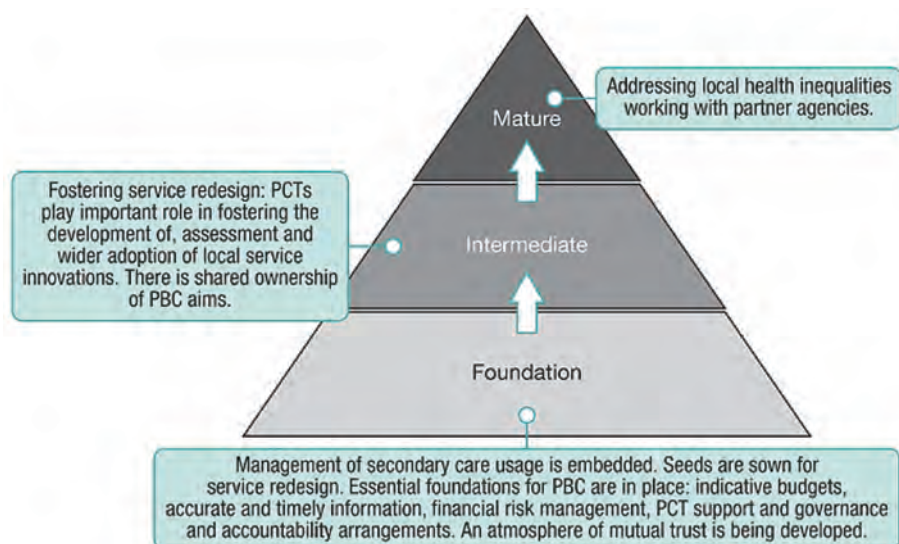 Addressing local health inequalities
working with partner agencies.
Mature
Fostering service redesign: PCTs
play important role in fostering the
development of, assessment and
wider adoption of local service
innovations. There is shared ownership
of PBC aims.
Intermediate
Foundation
Management of secondary care usage is embedded. Seeds are sown for
service redesign. Essential foundations for PBC are in place: indicative budgets,
accurate and timely information, financial risk management, PCT support and governance
and accountability arrangements. An atmosphere of mutual trust is being developed.